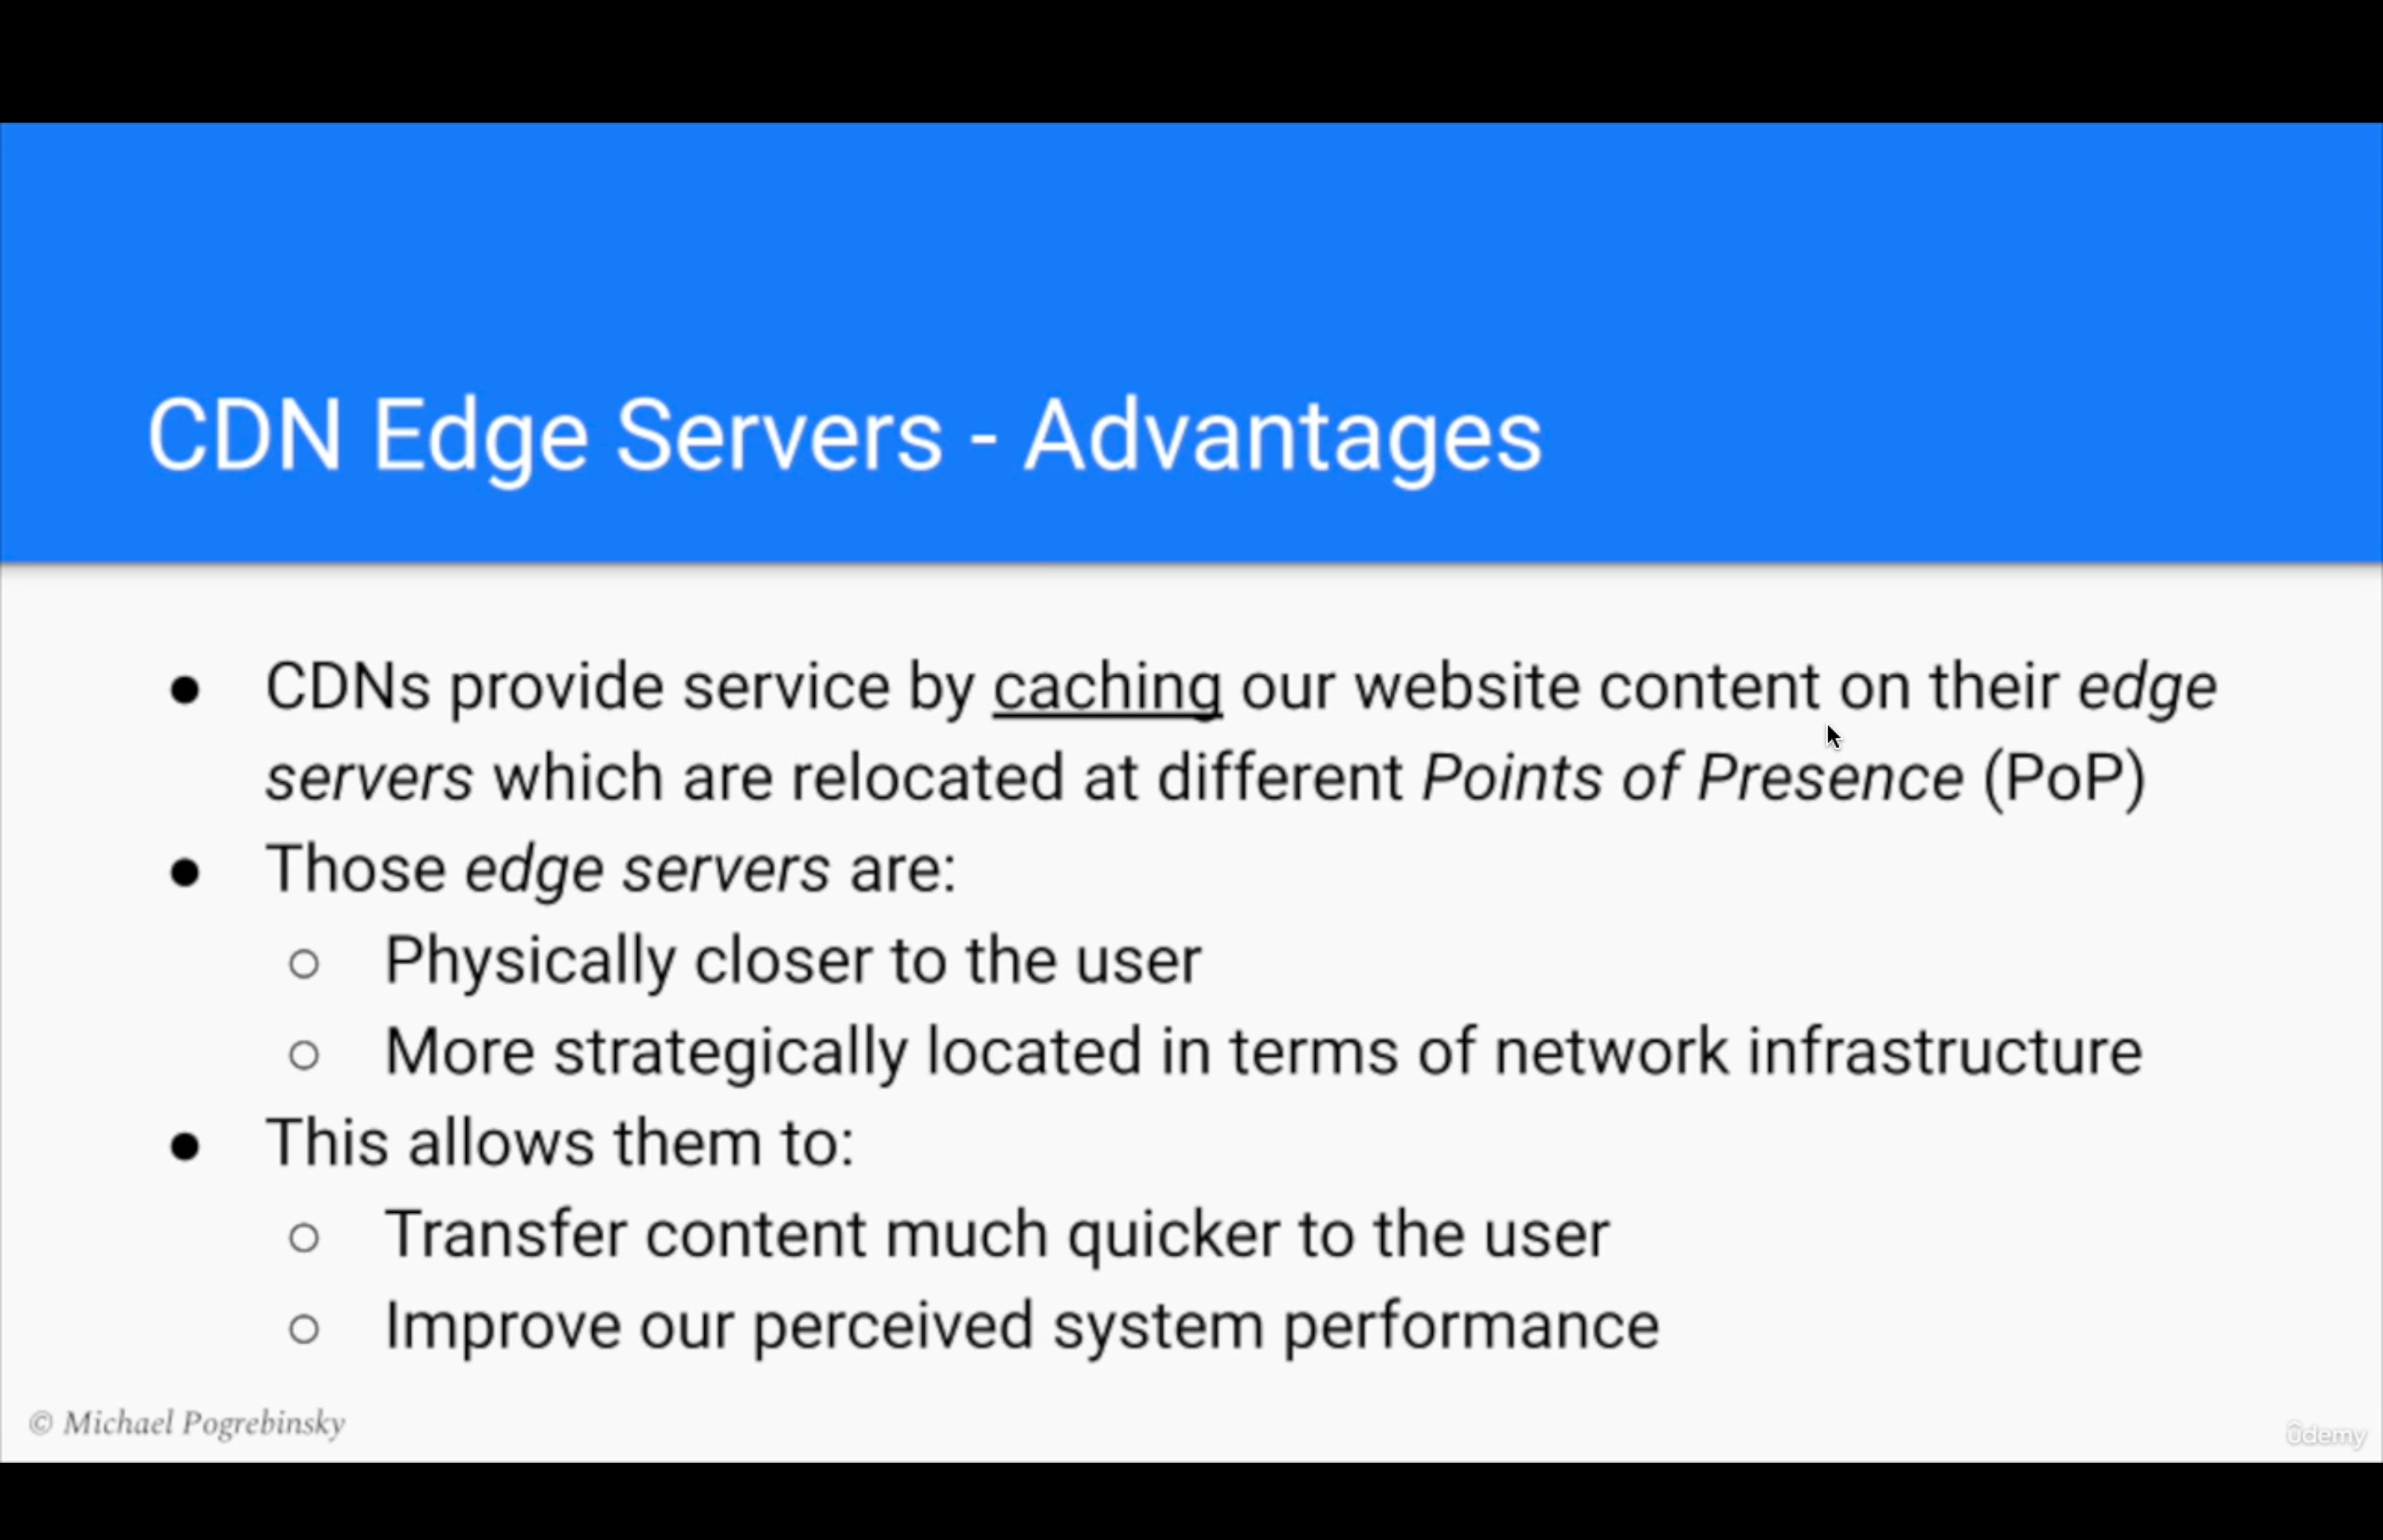 CDN Edge Servers - Advantages
● CDNs provide service by caching our website content on their edge
servers which are relocated at different Points of Presence (PoP)
● Those edge servers are:
○ Physically closer to the user
○ More strategically located in terms of network infrastructure
● This allows them to:
○ Transfer content much quicker to the user
○ Improve our perceived system performance
© Michael Pogrebinsky
ûdemy